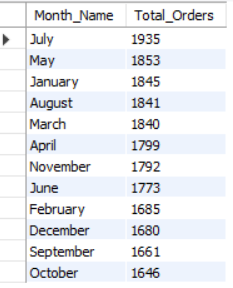 Month_Name Total_Orders
July 1935
May 1853
January 1845
August 1841
March 1840
April 1799
November 1792
June 1773
February 1685
December 1680
September 1661
October 1646